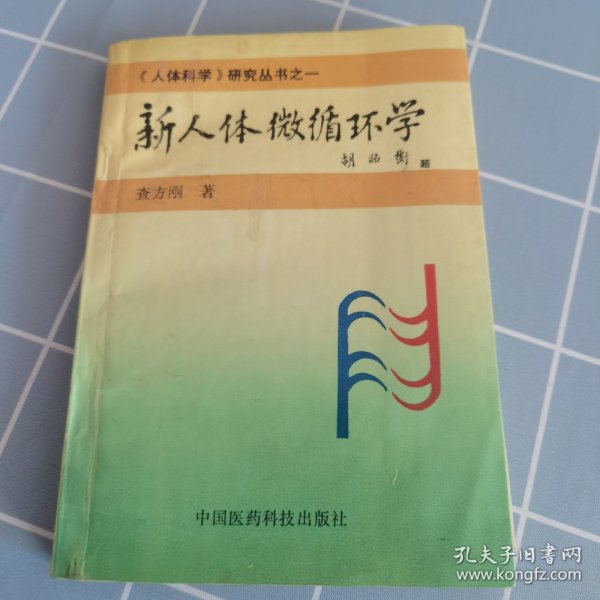 《人体科学》研究丛书之一
新人体微循环学
胡昭衡 题
查方刚 著
中国医药科技出版社
孔夫子旧书网
www.kongfz.com